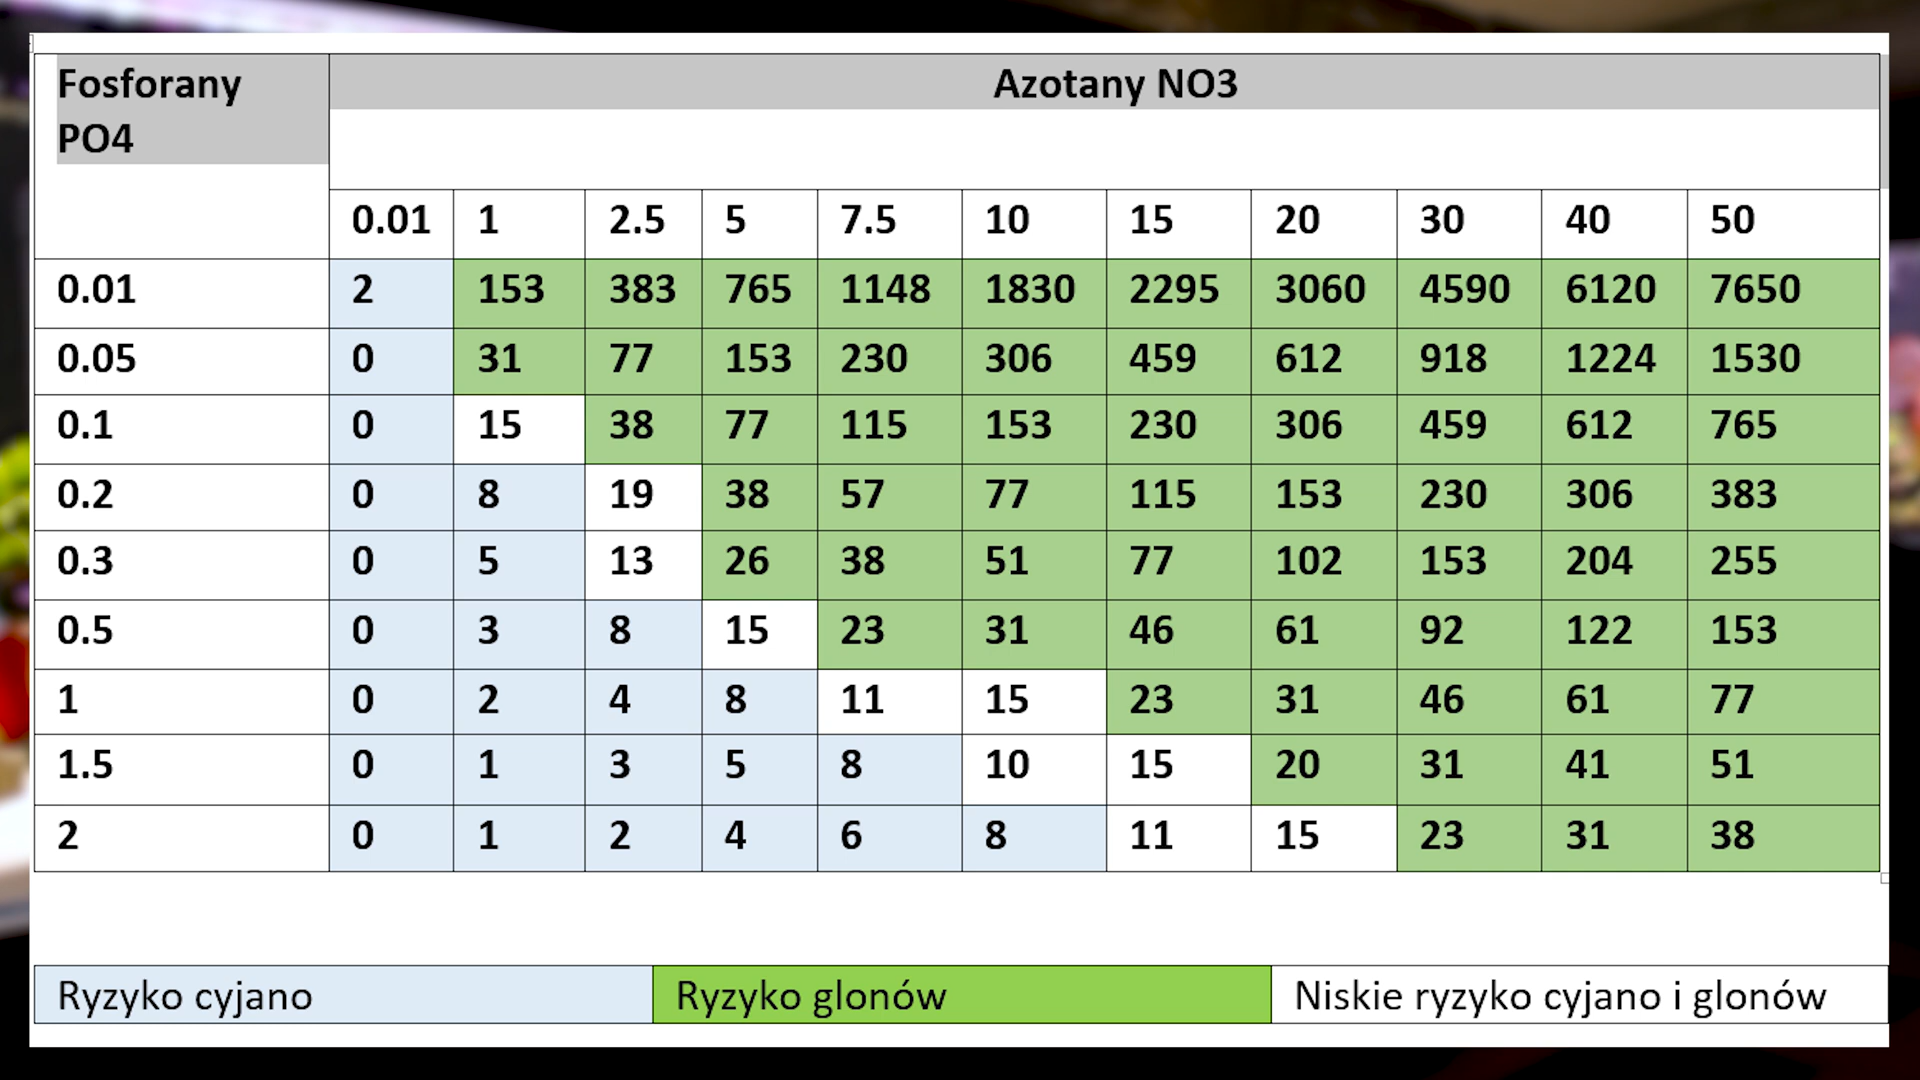 Fosforany
PO4
Azotany NO3
0.01 1 2.5 5 7.5 10 15 20 30 40 50
0.01 2 153 383 765 1148 1830 2295 3060 4590 6120 7650
0.05 0 31 77 153 230 306 459 612 918 1224 1530
0.1 0 15 38 77 115 153 230 306 459 612 765
0.2 0 8 19 38 57 77 115 153 230 306 383
0.3 0 5 13 26 38 51 77 102 153 204 255
0.5 0 3 8 15 23 31 46 61 92 122 153
1 0 2 4 8 11 15 23 31 46 61 77
1.5 0 1 3 5 8 10 15 20 31 41 51
2 0 1 2 4 6 8 11 15 23 31 38
Ryzyko cyjano
Ryzyko glonów
Niskie ryzyko cyjano i glonów